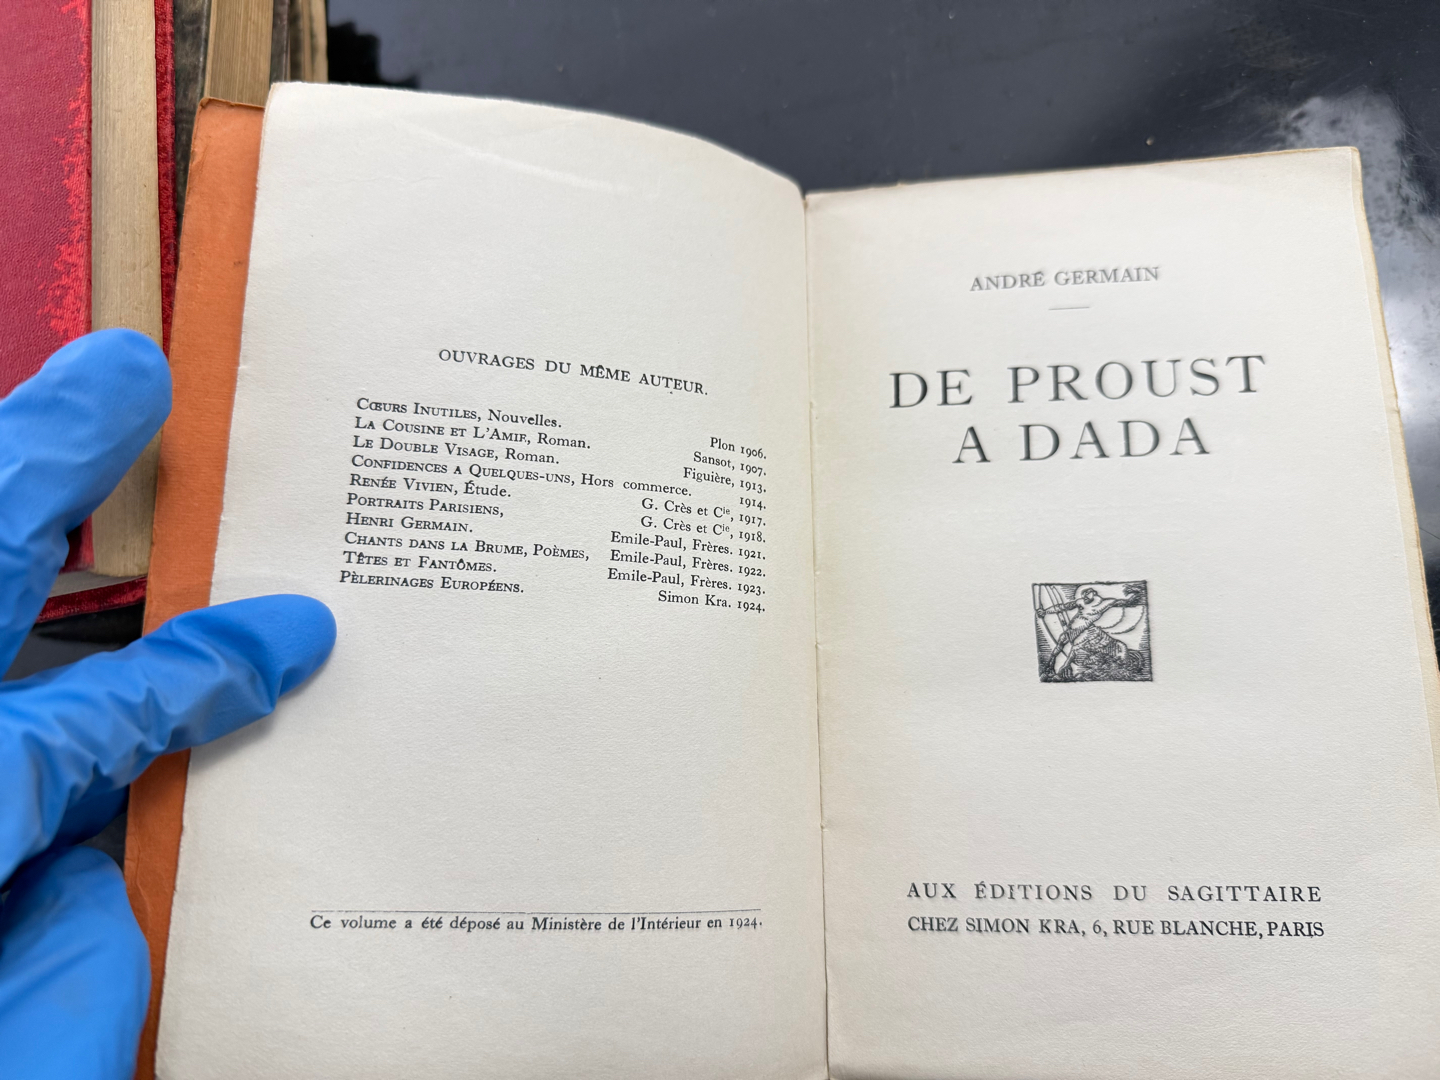 OUVRAGES DU MÊME AUTEUR.
CŒURS INUTILES, Nouvelles. Plon 1906.
LA COUSINE ET L'AMIE, Roman. Sansot, 1907.
LE DOUBLE VISAGE, Roman. Figuière, 1913.
CONFIDENCES A QUELQUES-UNS, Hors commerce. 1914.
RENÉE VIVIEN, Étude. G. Crès et Cie, 1917.
PORTRAITS PARISIENS, G. Crès et Cie, 1918.
HENRI GERMAIN. Emile-Paul, Frères. 1921.
CHANTS DANS LA BRUME, POÈMES, Emile-Paul, Frères. 1922.
TÊTES ET FANTÔMES. Emile-Paul, Frères. 1923.
PÈLERINAGES EUROPÉENS. Simon Kra. 1924.
Ce volume a été déposé au Ministère de l'Intérieur en 1924.
ANDRÉ GERMAIN
DE PROUST
A DADA
AUX ÉDITIONS DU SAGITTAIRE
CHEZ SIMON KRA, 6, RUE BLANCHE, PARIS